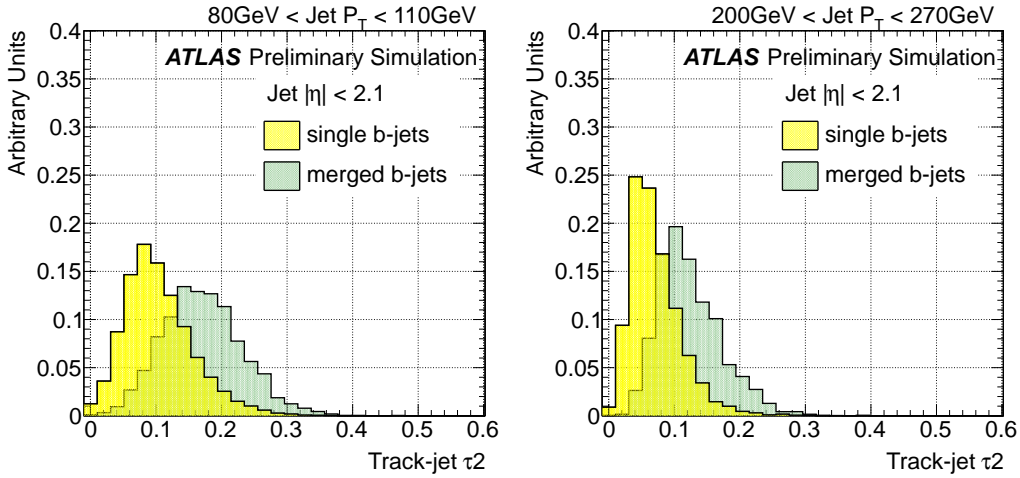 80GeV < Jet P_T < 110GeV
Arbitrary Units
0.4
0.35
0.3
0.25
0.2
0.15
0.1
0.05
0
ATLAS Preliminary Simulation
Jet |η| < 2.1
single b-jets
merged b-jets
0 0.1 0.2 0.3 0.4 0.5 0.6
Track-jet τ2
200GeV < Jet P_T < 270GeV
Arbitrary Units
0.4
0.35
0.3
0.25
0.2
0.15
0.1
0.05
0
ATLAS Preliminary Simulation
Jet |η| < 2.1
single b-jets
merged b-jets
0 0.1 0.2 0.3 0.4 0.5 0.6
Track-jet τ2